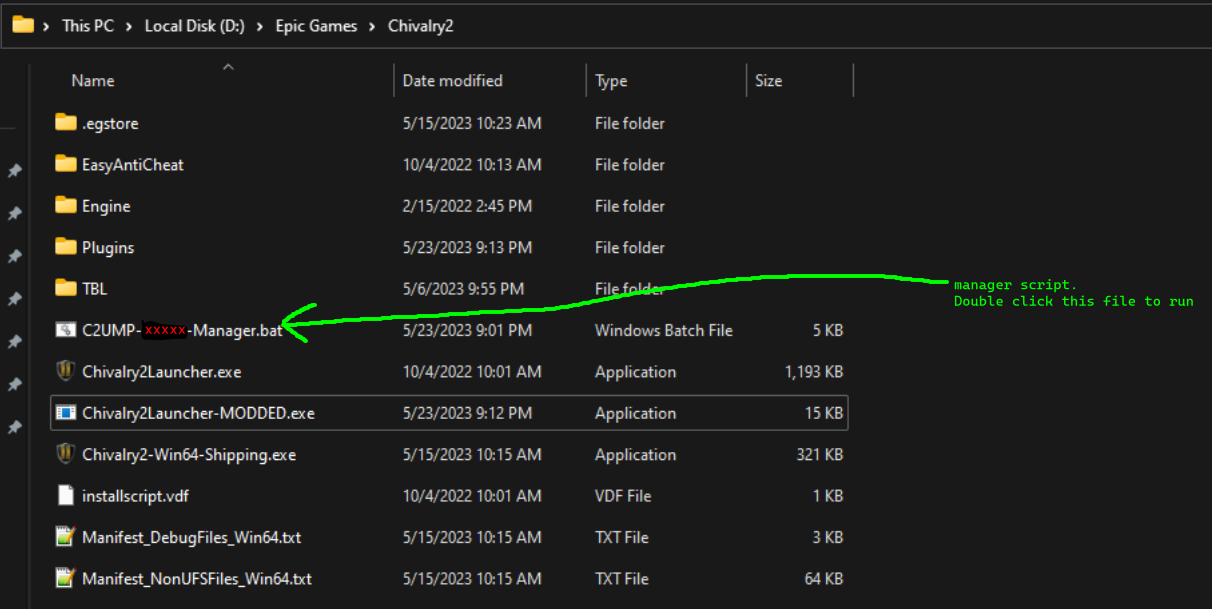 This PC > Local Disk (D:) > Epic Games > Chivalry2
Name Date modified Type Size
.egstore 5/15/2023 10:23 AM File folder
EasyAntiCheat 10/4/2022 10:13 AM File folder
Engine 2/15/2022 2:45 PM File folder
Plugins 5/23/2023 9:13 PM File folder
TBL 5/6/2023 9:55 PM File folder
manager script.
Double click this file to run
C2UMP-xxxxx-Manager.bat 5/23/2023 9:01 PM Windows Batch File 5 KB
Chivalry2Launcher.exe 10/4/2022 10:01 AM Application 1,193 KB
Chivalry2Launcher-MODDED.exe 5/23/2023 9:12 PM Application 15 KB
Chivalry2-Win64-Shipping.exe 5/15/2023 10:15 AM Application 321 KB
installscript.vdf 10/4/2022 10:01 AM VDF File 1 KB
Manifest_DebugFiles_Win64.txt 5/15/2023 10:15 AM TXT File 3 KB
Manifest_NonUFSFiles_Win64.txt 5/15/2023 10:15 AM TXT File 64 KB